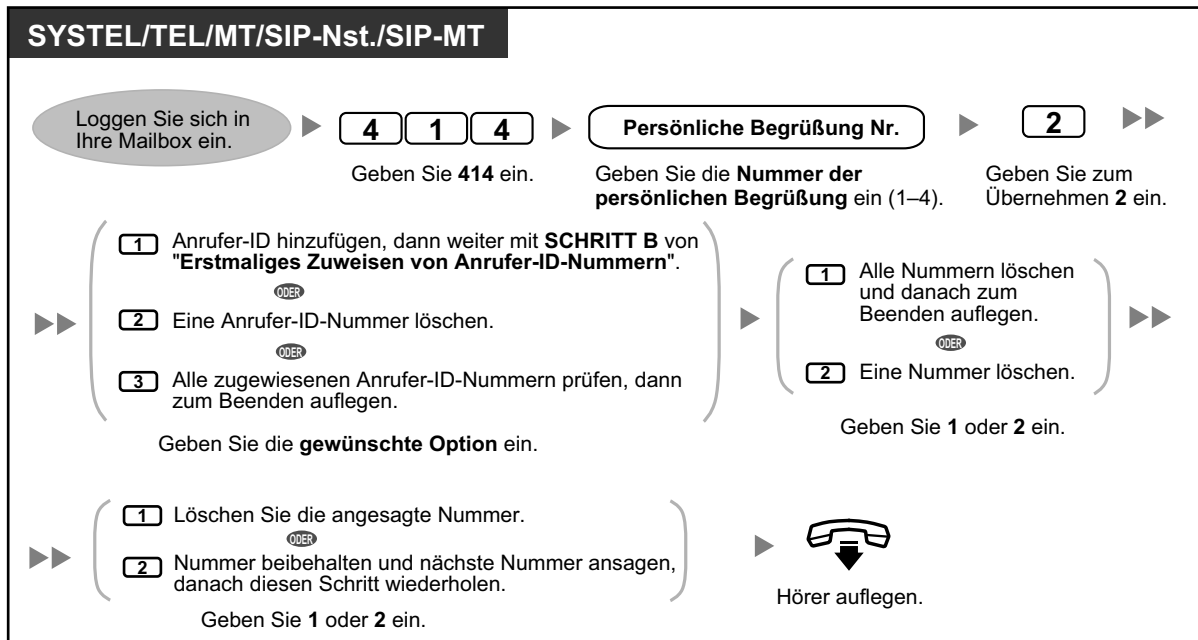 SYSTEL/TEL/MT/SIP-Nst./SIP-MT
Loggen Sie sich in
Ihre Mailbox ein.
4 1 4
Geben Sie 414 ein.
Persönliche Begrüßung Nr.
Geben Sie die Nummer der
persönlichen Begrüßung ein (1–4).
2
Geben Sie zum
Übernehmen 2 ein.
1 Anrufer-ID hinzufügen, dann weiter mit SCHRITT B von
"Erstmaliges Zuweisen von Anrufer-ID-Nummern".
ODER
2 Eine Anrufer-ID-Nummer löschen.
ODER
3 Alle zugewiesenen Anrufer-ID-Nummern prüfen, dann
zum Beenden auflegen.
Geben Sie die gewünschte Option ein.
1 Alle Nummern löschen
und danach zum
Beenden auflegen.
ODER
2 Eine Nummer löschen.
Geben Sie 1 oder 2 ein.
1 Löschen Sie die angesagte Nummer.
ODER
2 Nummer beibehalten und nächste Nummer ansagen,
danach diesen Schritt wiederholen.
Geben Sie 1 oder 2 ein.
Hörer auflegen.